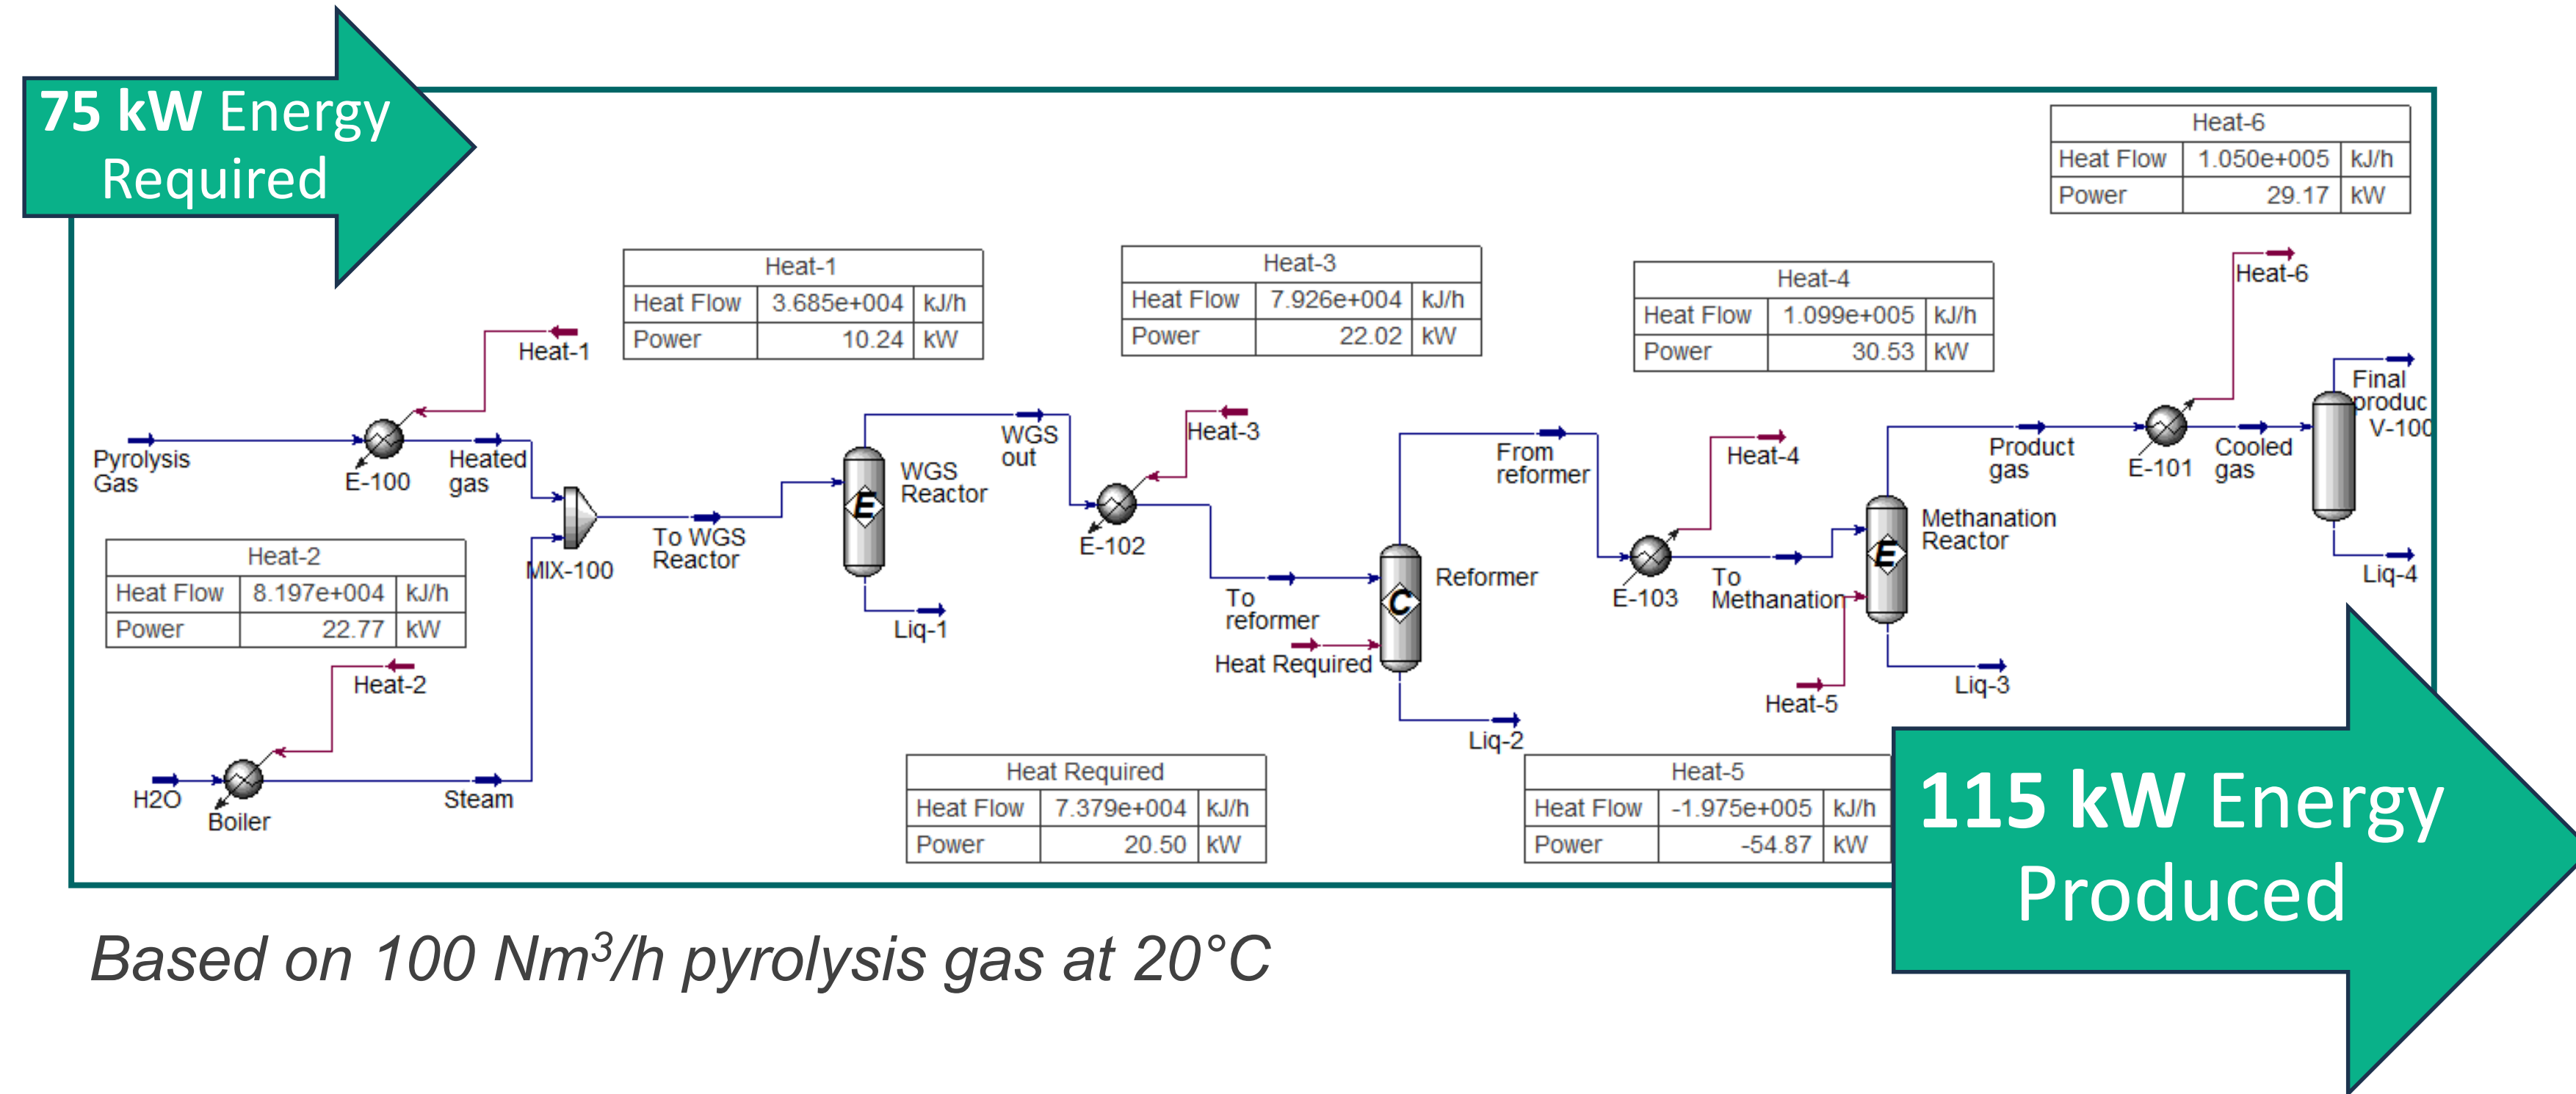 75 kW Energy
Required
Heat-6
Heat Flow 1.050e+005 kJ/h
Power 29.17 kW
Heat-1
Heat Flow 3.685e+004 kJ/h
Power 10.24 kW
Heat-3
Heat Flow 7.926e+004 kJ/h
Power 22.02 kW
Heat-4
Heat Flow 1.099e+005 kJ/h
Power 30.53 kW
Heat-6
Heat-1
Pyrolysis
Gas
E-100
Heated
gas
Heat-2
Heat Flow 8.197e+004 kJ/h
Power 22.77 kW
Heat-2
H2O
Boiler
Steam
MIX-100
To WGS
Reactor
WGS
Reactor
Liq-1
WGS
out
Heat-3
E-102
To
reformer
Heat Required
Reformer
Liq-2
Heat Required
Heat Flow 7.379e+004 kJ/h
Power 20.50 kW
From
reformer
Heat-4
E-103
To
Methanation
Heat-5
Methanation
Reactor
Liq-3
Heat-5
Heat Flow -1.975e+005 kJ/h
Power -54.87 kW
Product
gas
E-101
Cooled
gas
Final
produc
V-100
Liq-4
115 kW Energy
Produced
Based on 100 Nm³/h pyrolysis gas at 20°C